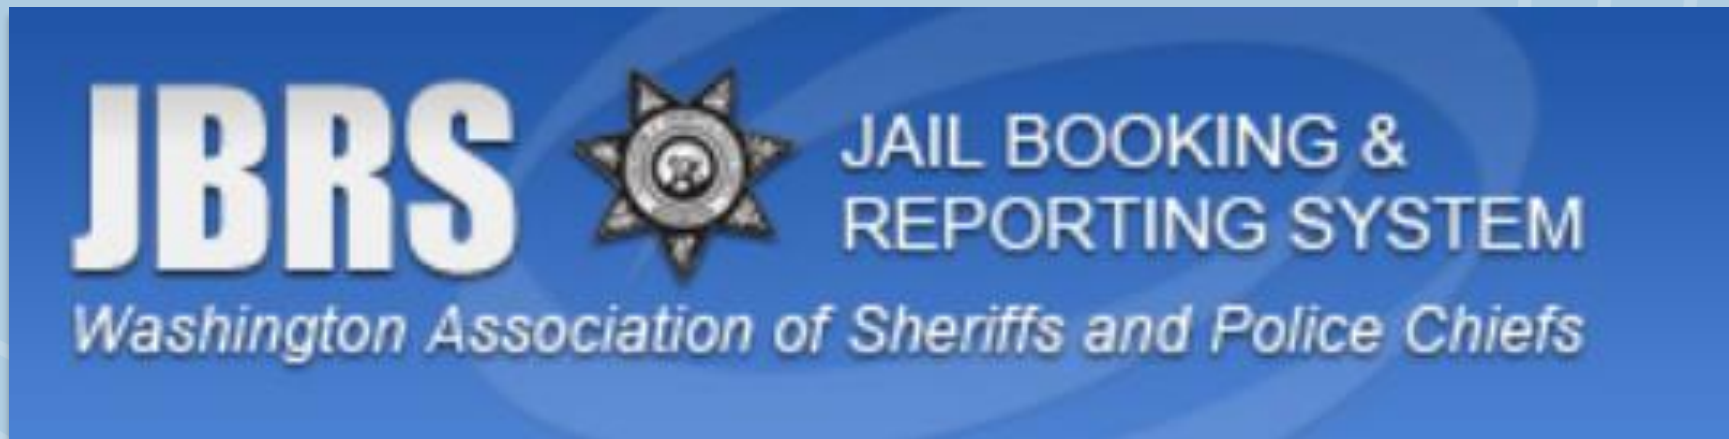 JBRS
JAIL BOOKING &
REPORTING SYSTEM
Washington Association of Sheriffs and Police Chiefs